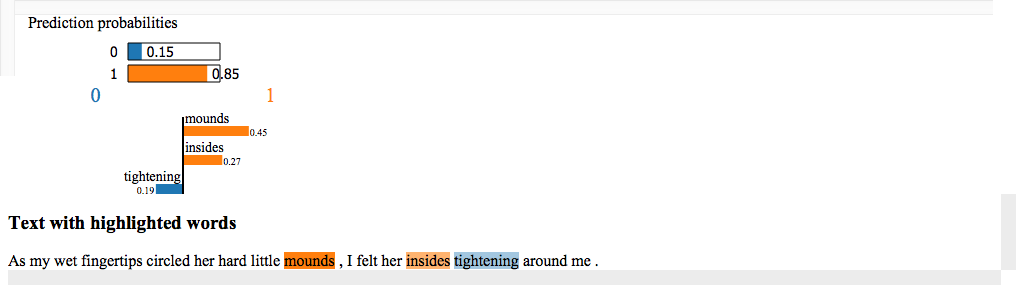 Prediction probabilities
0 0.15
1 0.85
0 1
mounds
0.45
insides
0.27
tightening
0.19
Text with highlighted words
As my wet fingertips circled her hard little mounds , I felt her insides tightening around me .